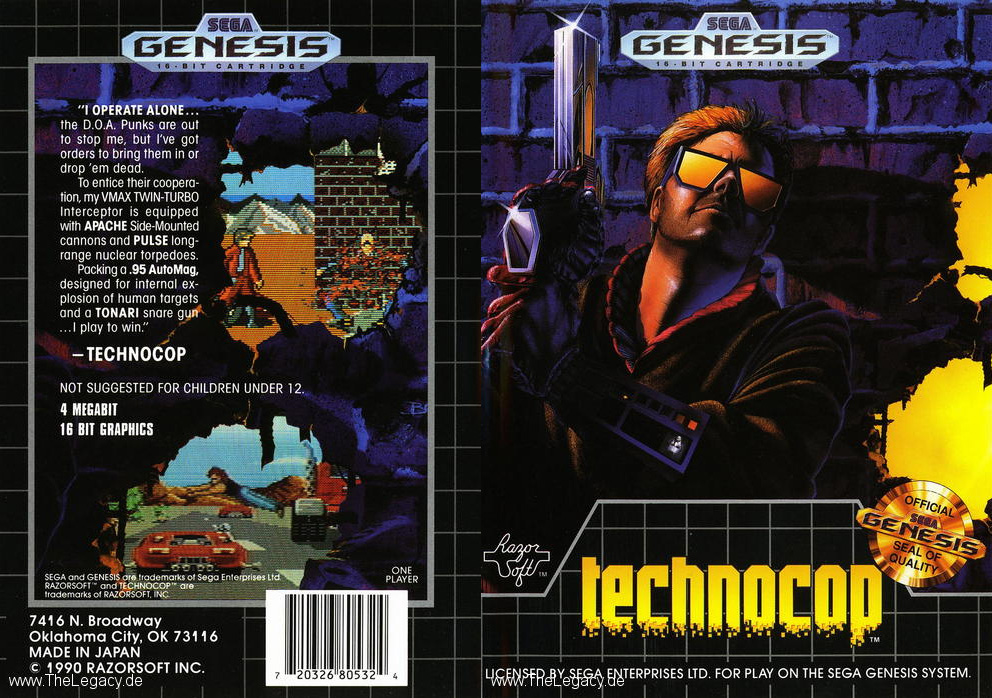 SEGA
GENESIS
16-BIT CARTRIDGE
“I OPERATE ALONE...
the D.O.A. Punks are out
to stop me, but I've got
orders to bring them in or
drop 'em dead.
To entice their coopera-
tion, my VMAX TWIN-TURBO
Interceptor is equipped
with APACHE Side-Mounted
cannons and PULSE long-
range nuclear torpedoes.
Packing a .95 AutoMag,
designed for internal ex-
plosion of human targets
and a TONARI snare gun
...I play to win.”
—TECHNOCOP
NOT SUGGESTED FOR CHILDREN UNDER 12.
4 MEGABIT
16 BIT GRAPHICS
SEGA and GENESIS are trademarks of Sega Enterprises Ltd.
RAZORSOFT™ and TECHNOCOP™ are
trademarks of RAZORSOFT, INC.
ONE
PLAYER
7416 N. Broadway
Oklahoma City, OK 73116
MADE IN JAPAN
© 1990 RAZORSOFT INC.
www.TheLegacy.de
7 20326 80532 4
SEGA
GENESIS
16-BIT CARTRIDGE
OFFICIAL
SEGA
GENESIS
SEAL OF
QUALITY
Razor
Soft™
technocop™
LICENSED BY SEGA ENTERPRISES LTD. FOR PLAY ON THE SEGA GENESIS SYSTEM.
www.TheLegacy.de